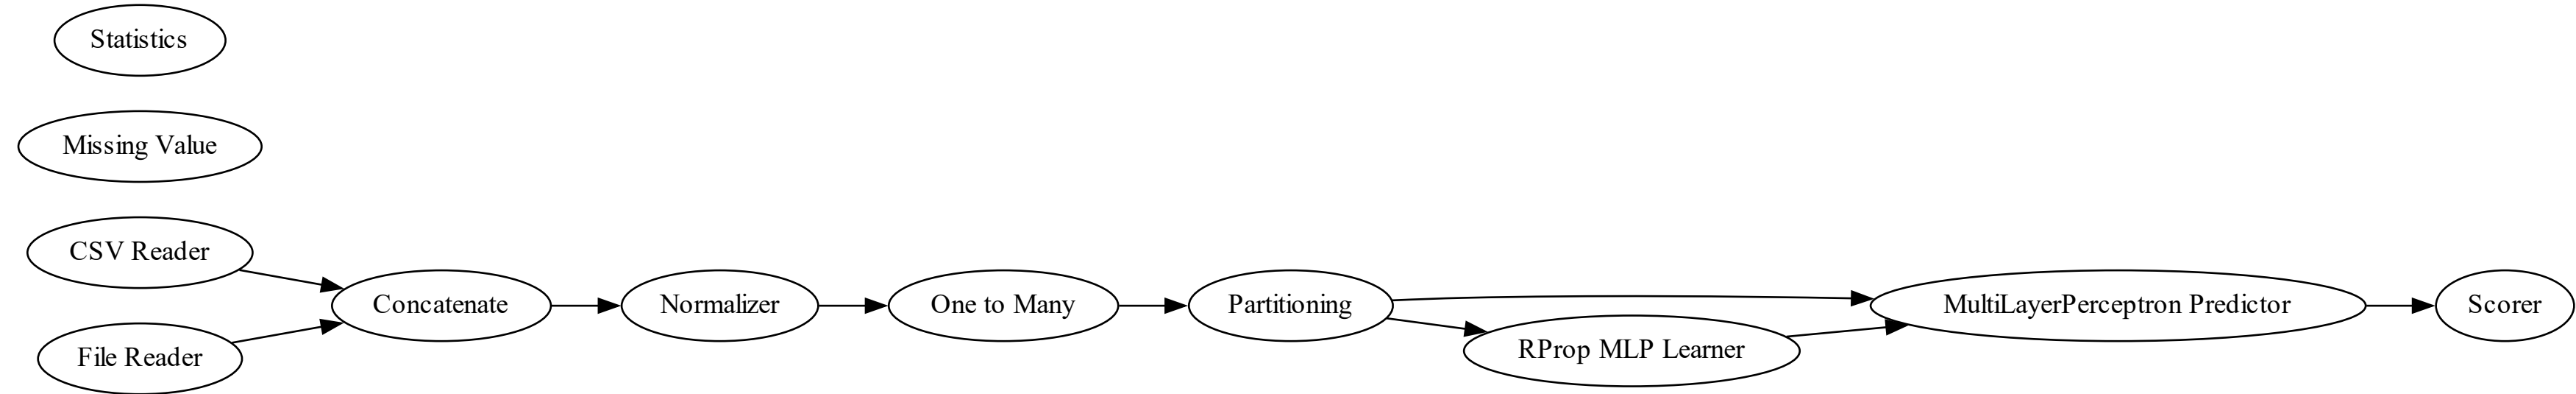 Statistics
Missing Value
CSV Reader
File Reader
Concatenate
Normalizer
One to Many
Partitioning
RProp MLP Learner
MultiLayerPerceptron Predictor
Scorer